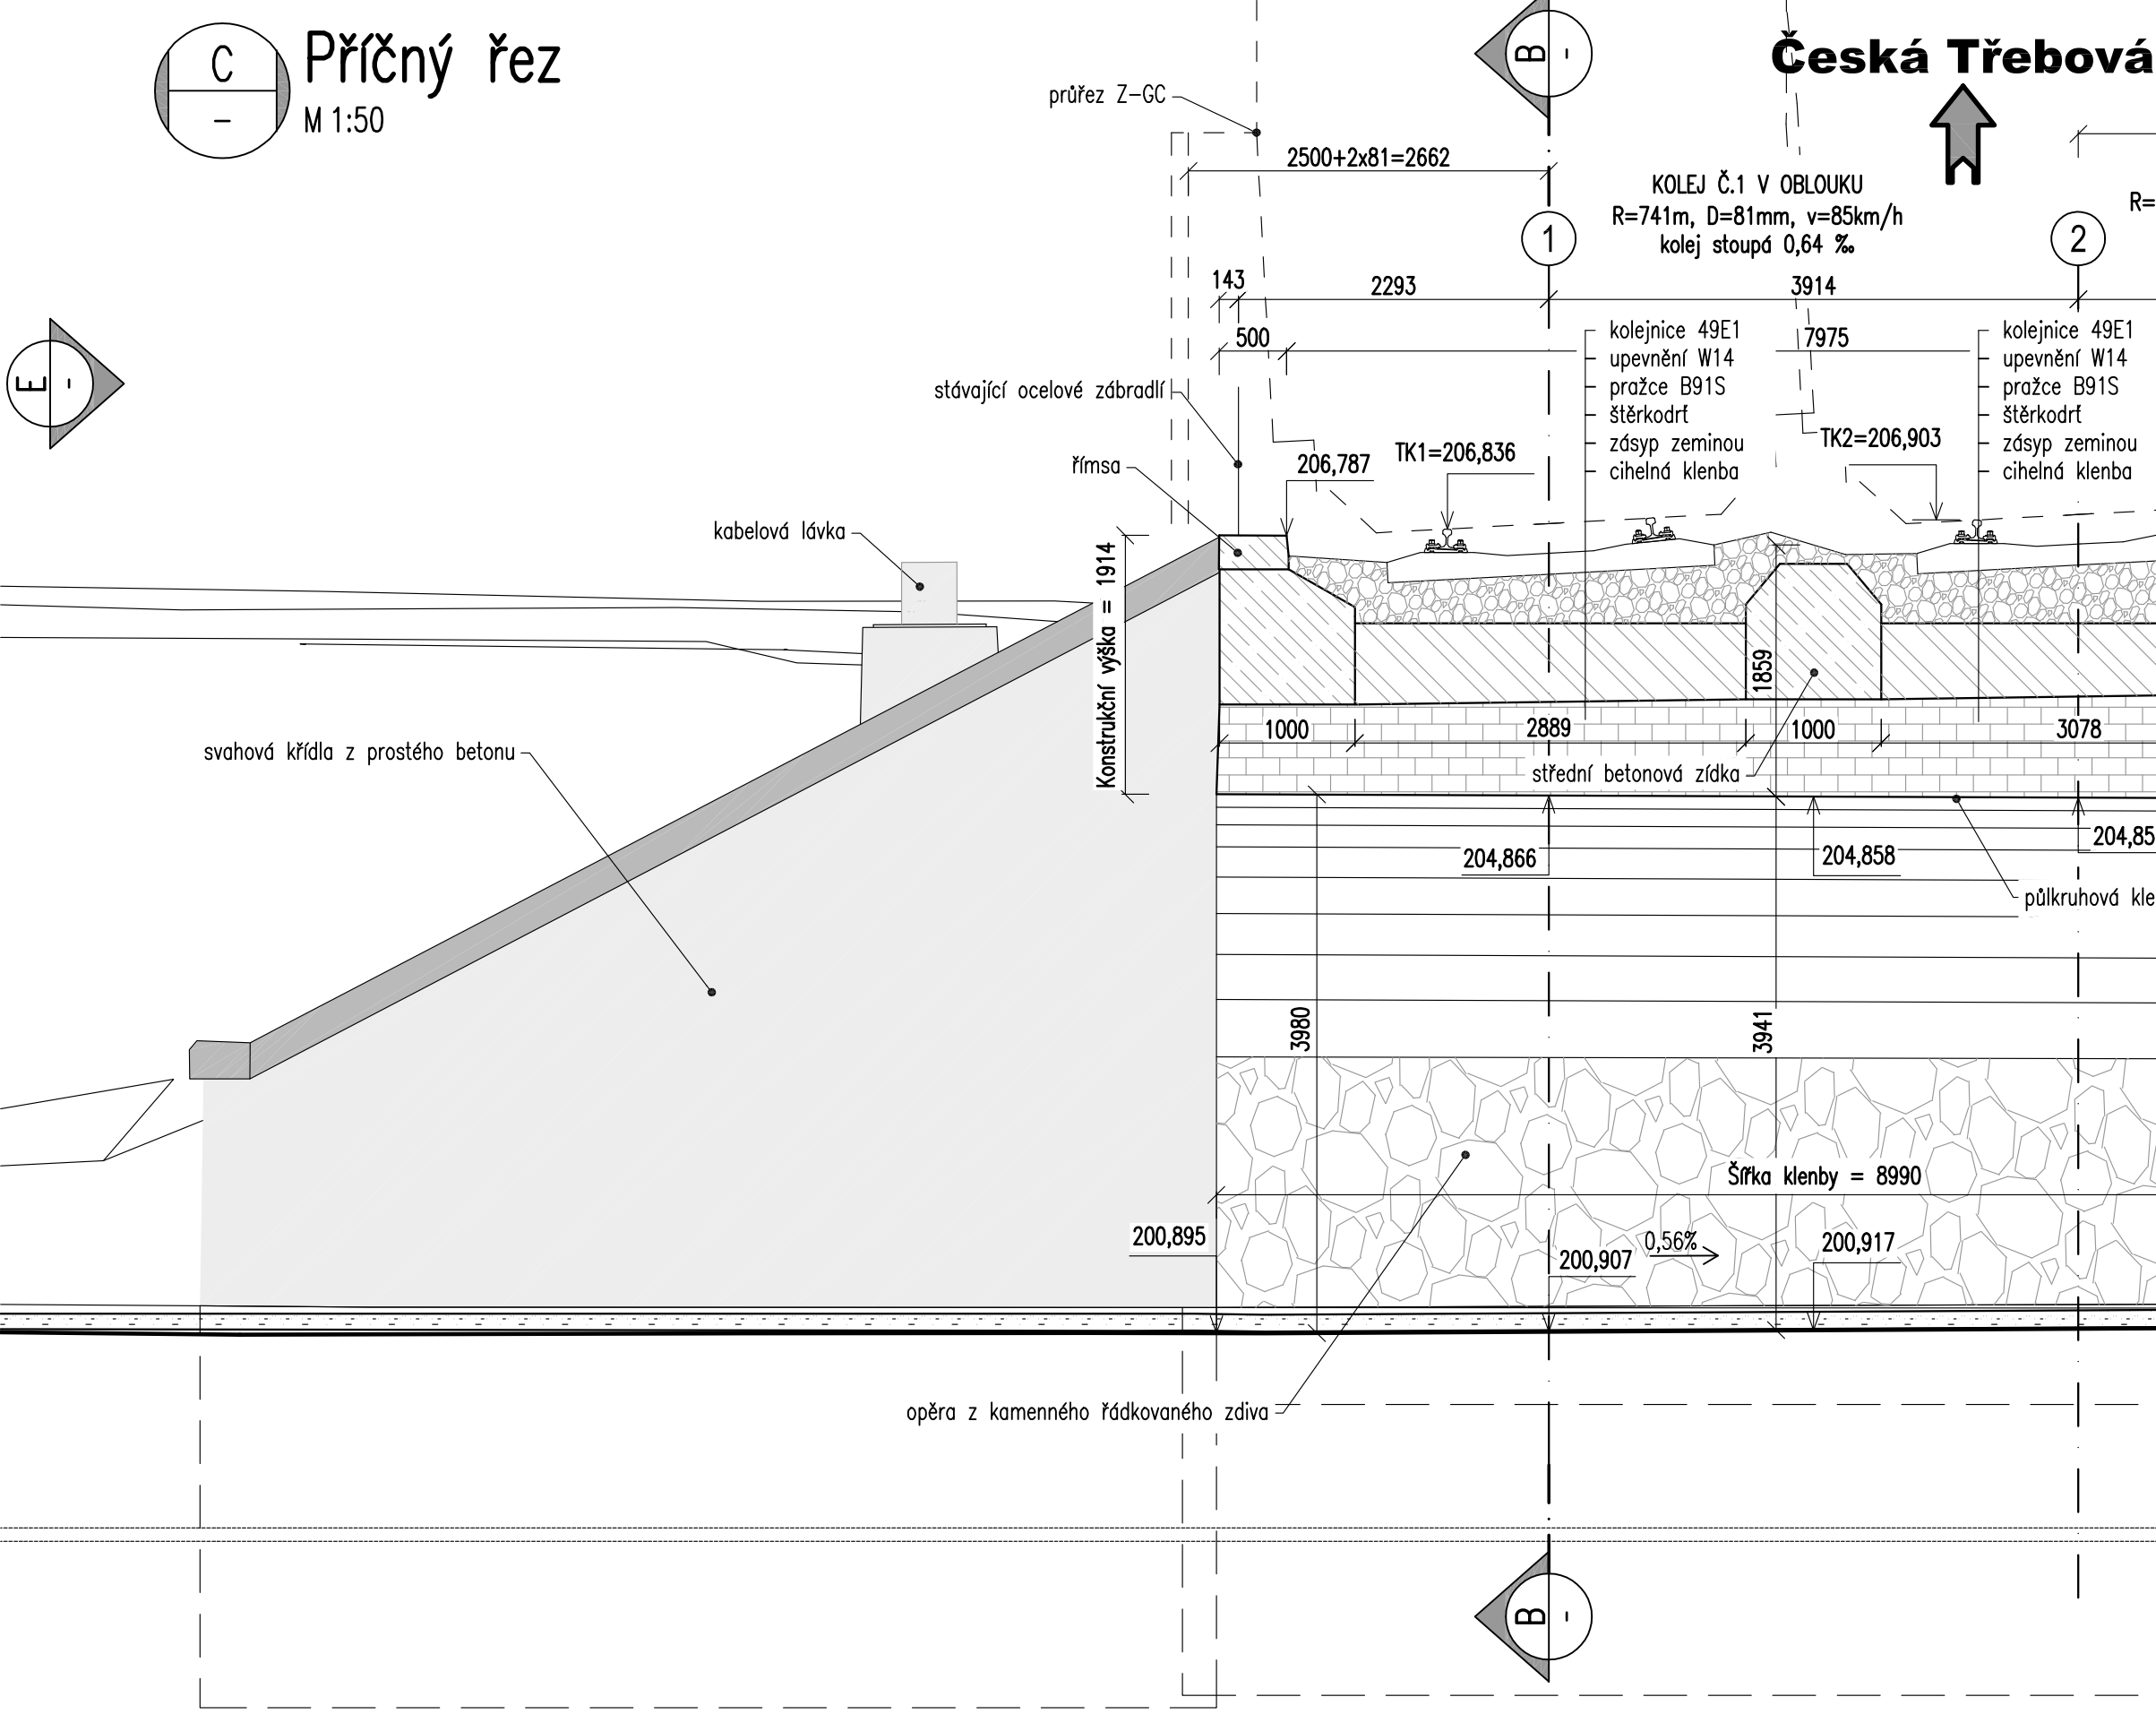 C
–
Příčný řez
M 1:50
B
-
Česká Třebová
průřez Z-GC
2500+2x81=2662
KOLEJ Č.1 V OBLOUKU
R=741m, D=81mm, v=85km/h
kolej stoupá 0,64 ‰
R=
1
2
143
2293
3914
500
7975
E
-
kolejnice 49E1
upevnění W14
pražce B91S
štěrkodrť
zásyp zeminou
cihelná klenba
kolejnice 49E1
upevnění W14
pražce B91S
štěrkodrť
zásyp zeminou
cihelná klenba
stávající ocelové zábradlí
římsa
206,787
TK1=206,836
TK2=206,903
kabelová lávka
Konstrukční výška = 1914
1859
svahová křídla z prostého betonu
1000
2889
1000
3078
střední betonová zídka
204,866
204,858
204,85
půlkruhová kle
3980
3941
Šířka klenby = 8990
200,895
200,907
0,56%
200,917
opěra z kamenného řádkovaného zdiva
B
-